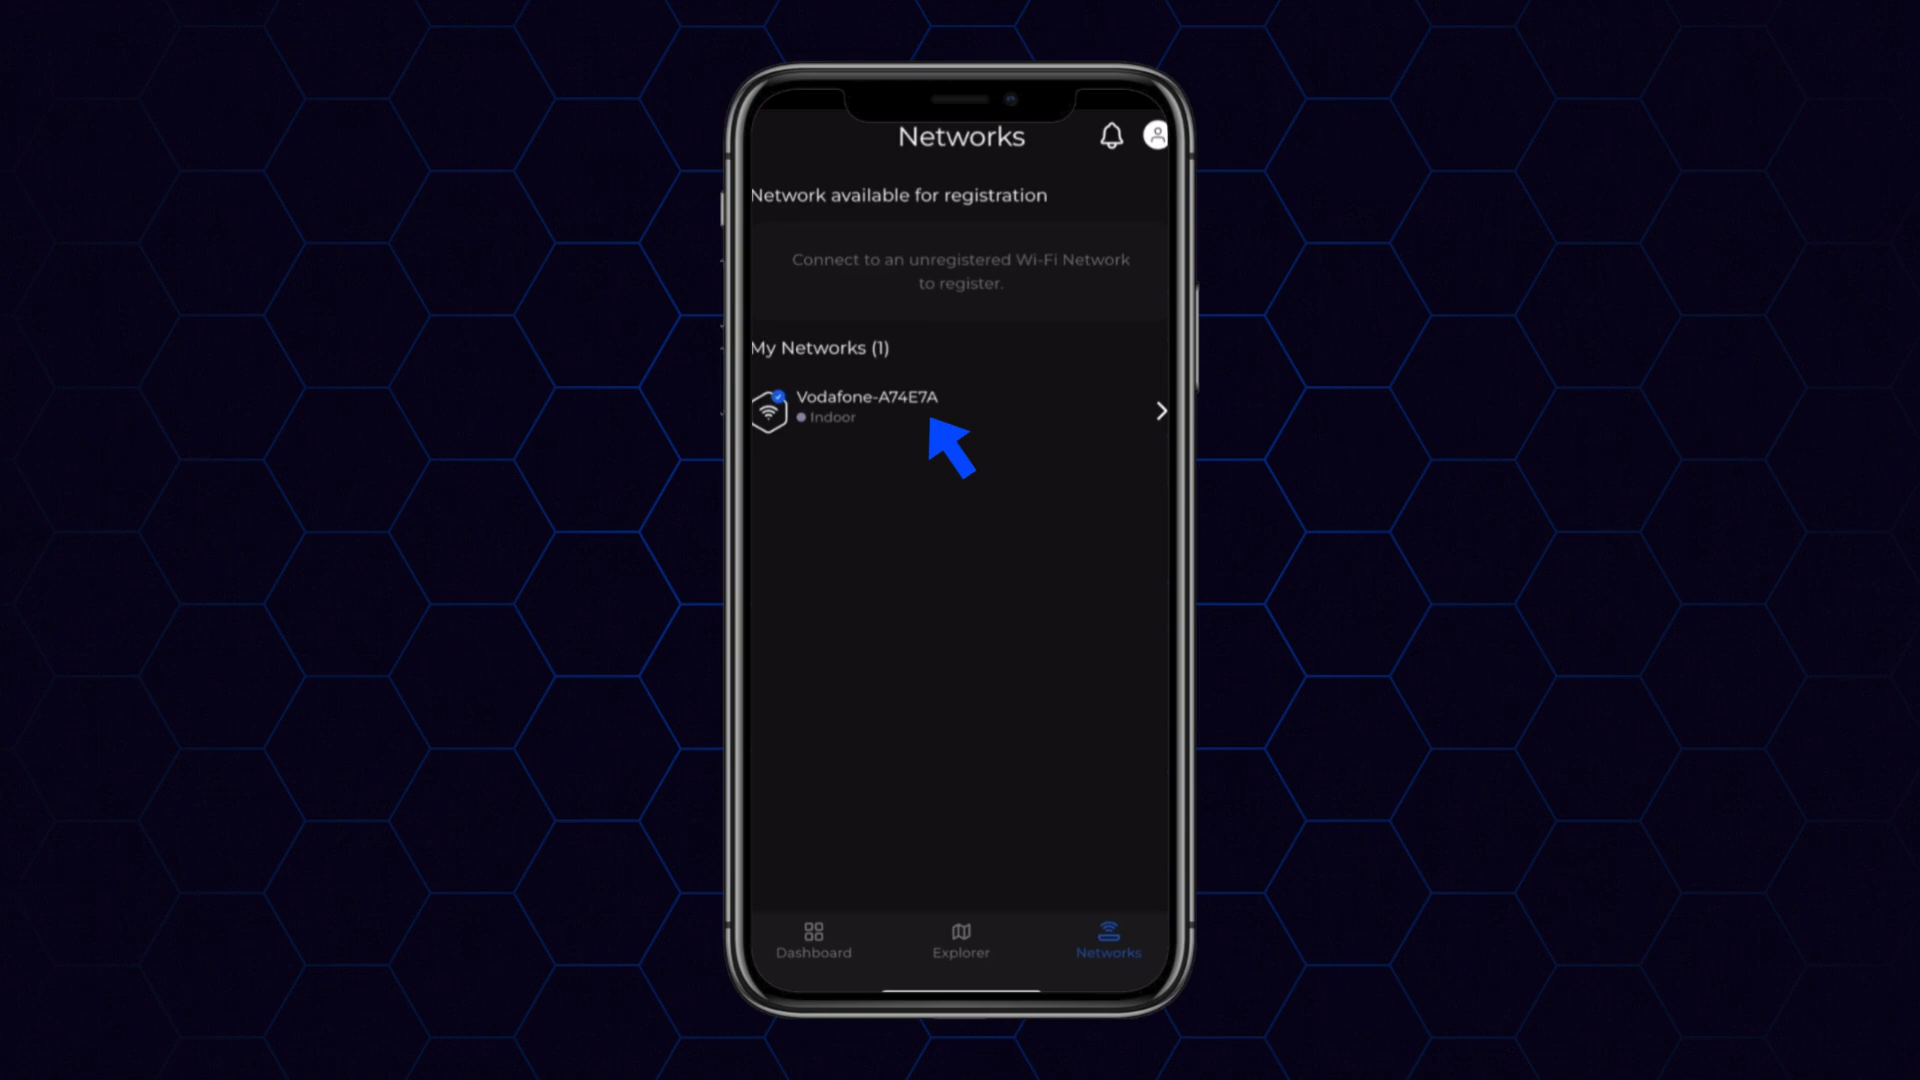 Networks
Network available for registration
Connect to an unregistered Wi-Fi Network
to register.
My Networks (1)
Vodafone-A74E7A
Indoor
Dashboard
Explorer
Networks